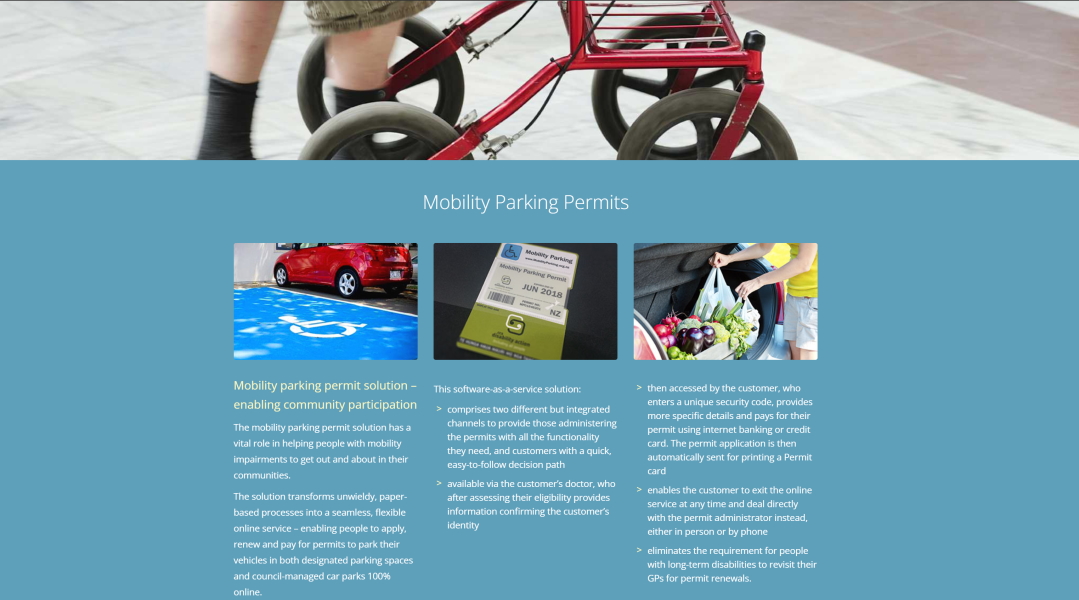 Mobility Parking Permits
Mobility Parking
Mobility Parking Permit
JUN 2018
NZ
Mobility parking permit solution –
enabling community participation
The mobility parking permit solution has a
vital role in helping people with mobility
impairments to get out and about in their
communities.
The solution transforms unwieldy, paper-
based processes into a seamless, flexible
online service – enabling people to apply,
renew and pay for permits to park their
vehicles in both designated parking spaces
and council-managed car parks 100%
online.
This software-as-a-service solution:
> comprises two different but integrated
channels to provide those administering
the permits with all the functionality
they need, and customers with a quick,
easy-to-follow decision path
> available via the customer's doctor, who
after assessing their eligibility provides
information confirming the customer's
identity
> then accessed by the customer, who
enters a unique security code, provides
more specific details and pays for their
permit using internet banking or credit
card. The permit application is then
automatically sent for printing a Permit
card
> enables the customer to exit the online
service at any time and deal directly
with the permit administrator instead,
either in person or by phone
> eliminates the requirement for people
with long-term disabilities to revisit their
GPs for permit renewals.